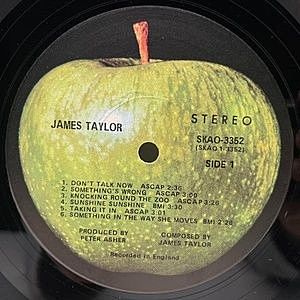 STEREO
JAMES TAYLOR
SKAO-3352
(SKAO 1-3352)
SIDE 1
1. DON'T TALK NOW ASCAP 2:36
2. SOMETHING'S WRONG ASCAP 3:00
3. KNOCKING ROUND THE ZOO ASCAP 3:26
4. SUNSHINE SUNSHINE BMI 3:30
5. TAKING IT IN ASCAP 3:01
6. SOMETHING IN THE WAY SHE MOVES BMI 2:26
PRODUCED BY
PETER ASHER
COMPOSED BY
JAMES TAYLOR
Recorded in England